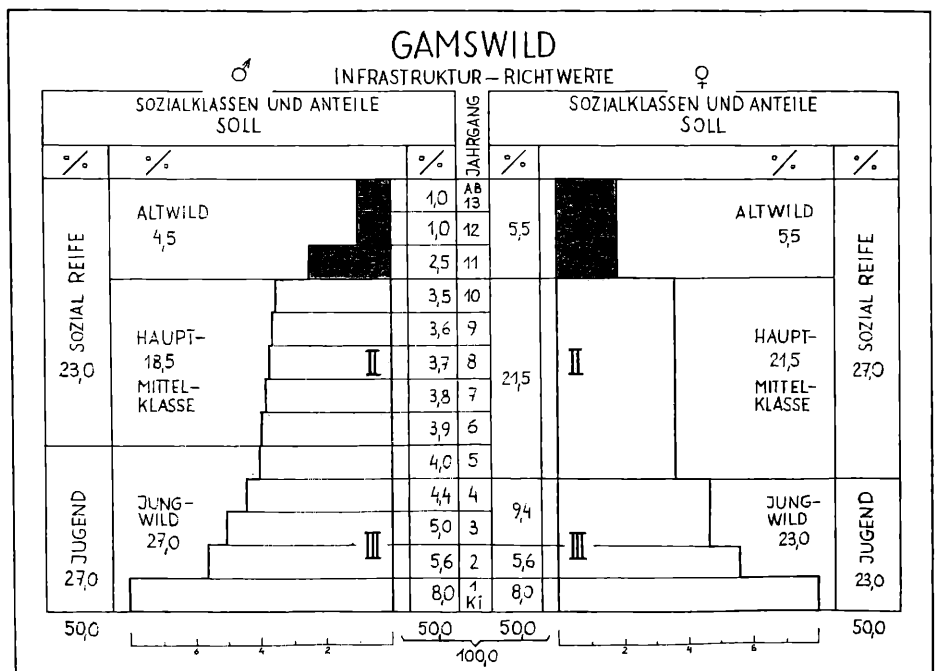 GAMSWILD
♂ INFRASTRUKTUR – RICHTWERTE ♀
SOZIALKLASSEN UND ANTEILE
SOLL
JAHRGANG
SOZIALKLASSEN UND ANTEILE
SOLL
% % % % % %
SOZIAL REIFE
23,0
ALTWILD
4,5
HAUPT-
18,5
MITTEL-
KLASSE
II
JUGEND
27,0
JUNG-
WILD
27,0
III
1,0 AB 13
1,0 12
2,5 11
3,5 10
3,6 9
3,7 8
3,8 7
3,9 6
4,0 5
4,4 4
5,0 3
5,6 2
8,0 1 Ki
5,5
21,5
9,4
5,6
8,0
ALTWILD
5,5
II
HAUPT-
21,5
MITTEL-
KLASSE
III
JUNG-
WILD
23,0
SOZIAL REIFE
27,0
JUGEND
23,0
50,0 50,0 50,0 50,0
6 4 2 2 4 6
100,0